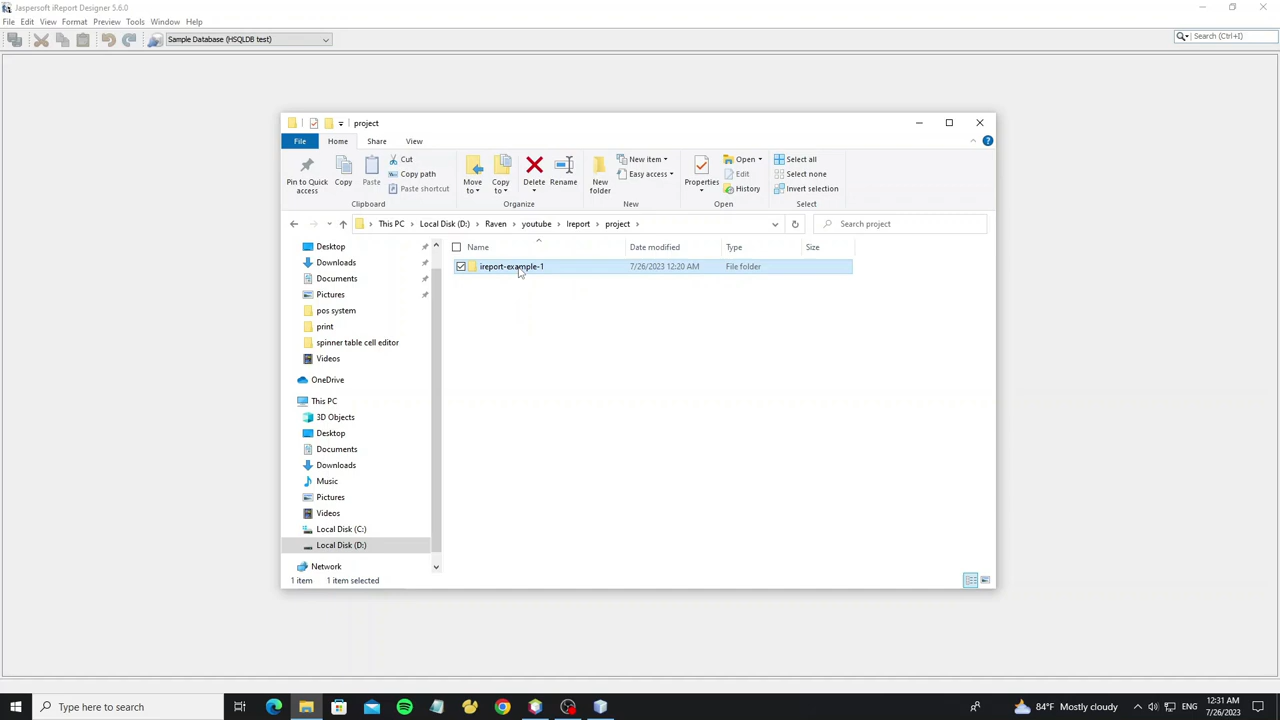 Jaspersoft iReport Designer 5.6.0
File Edit View Format Preview Tools Window Help
Sample Database (HSQLDB test)
Search (Ctrl+I)
project
File Home Share View
Pin to Quick access
Copy
Paste
Cut
Copy path
Paste shortcut
Clipboard
Move to
Copy to
Delete
Rename
Organize
New folder
New item
Easy access
New
Properties
Open
Edit
History
Open
Select all
Select none
Invert selection
Select
This PC Local Disk (D:) Raven youtube Ireport project
Search project
Name Date modified Type Size
ireport-example-1 7/26/2023 12:20 AM File folder
Desktop
Downloads
Documents
Pictures
pos system
print
spinner table cell editor
Videos
OneDrive
This PC
3D Objects
Desktop
Documents
Downloads
Music
Pictures
Videos
Local Disk (C:)
Local Disk (D:)
Network
1 item 1 item selected
Type here to search
84°F Mostly cloudy
12:31 AM
7/26/2023